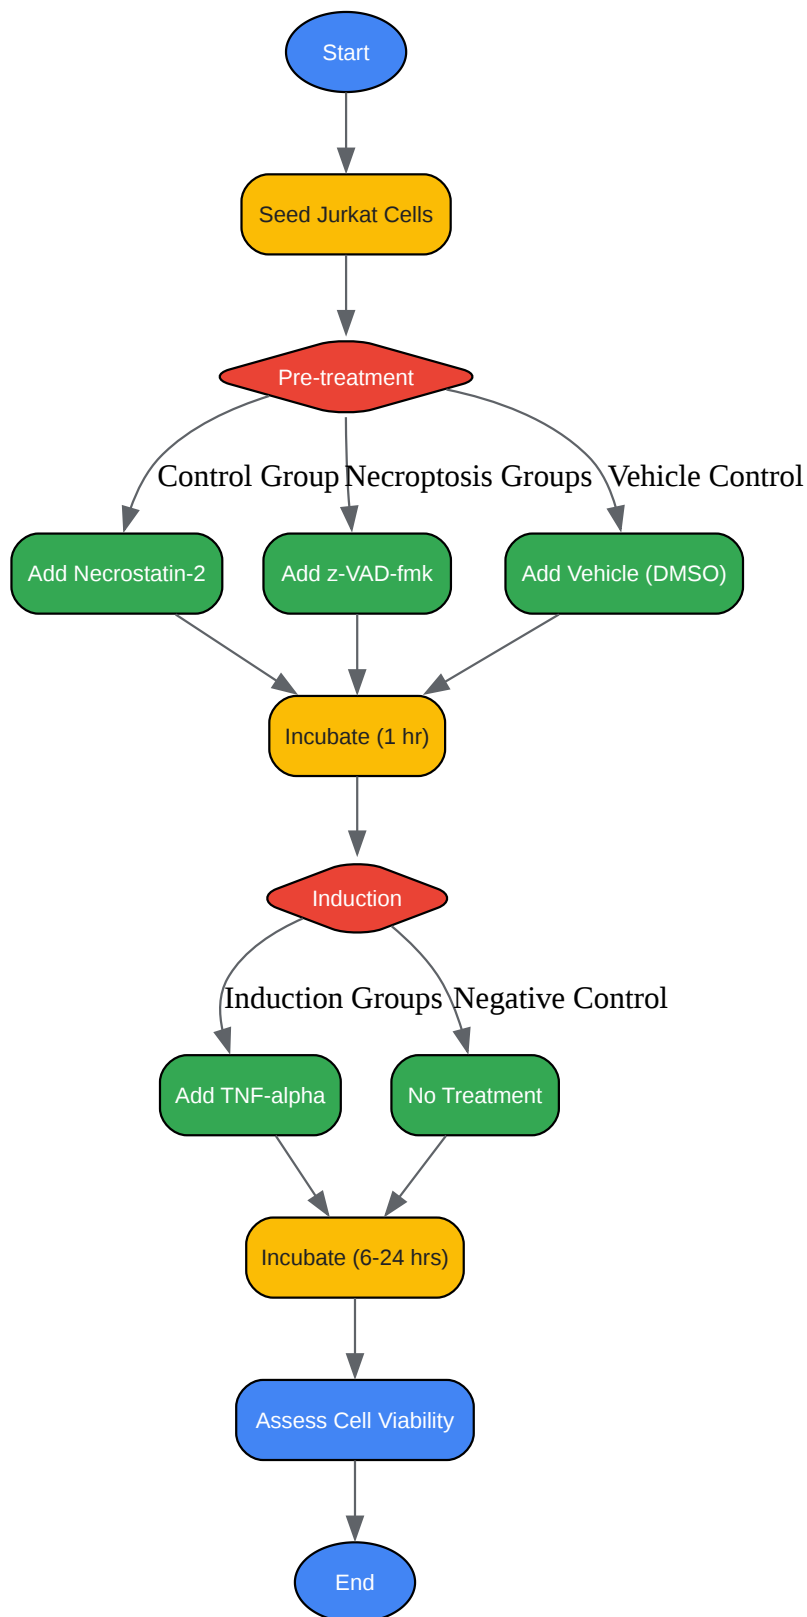 Start
Seed Jurkat Cells
Pre-treatment
Control Group
Necroptosis Groups
Vehicle Control
Add Necrostatin-2
Add z-VAD-fmk
Add Vehicle (DMSO)
Incubate (1 hr)
Induction
Induction Groups
Negative Control
Add TNF-alpha
No Treatment
Incubate (6-24 hrs)
Assess Cell Viability
End